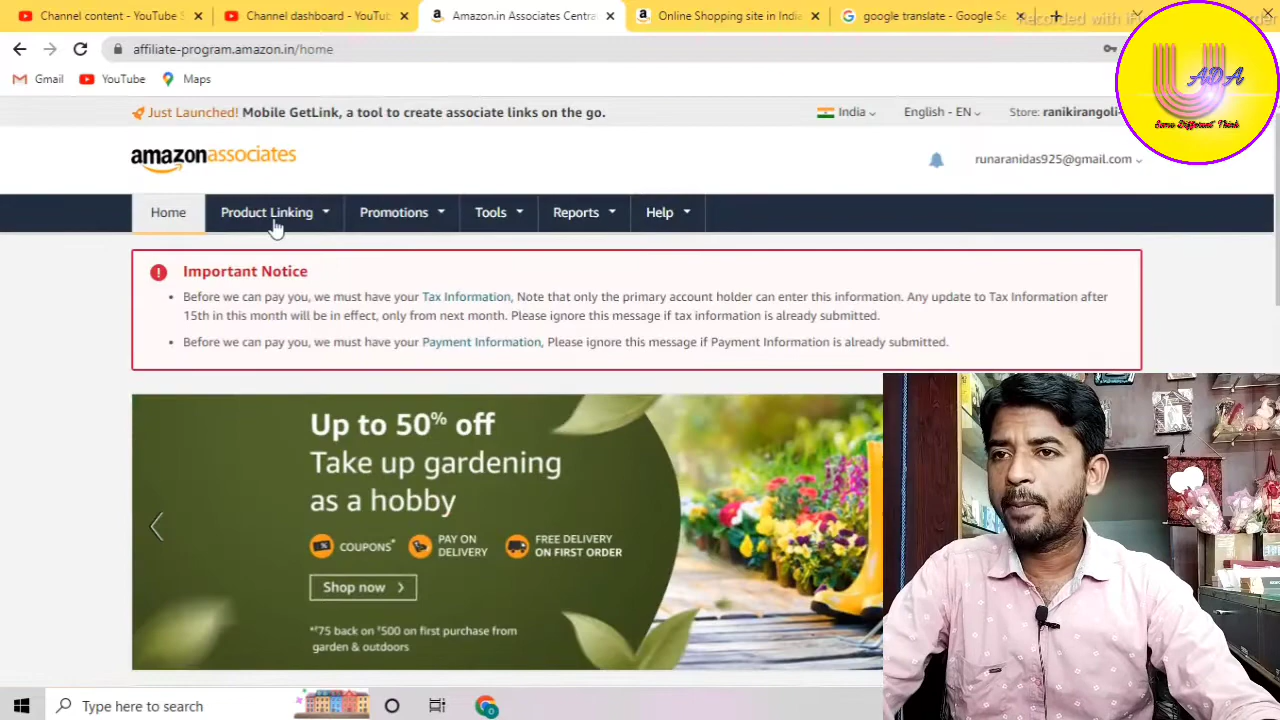 Channel content - YouTube S
Channel dashboard - YouTub
Amazon.in Associates Centra
Online Shopping site in India
google translate - Google Se
Recorded with iF
order
affiliate-program.amazon.in/home
Gmail
YouTube
Maps
U ADA
Some Different Think
Just Launched! Mobile GetLink, a tool to create associate links on the go.
India
English - EN
Store: ranikirangoli-
amazonassociates
runaranidas925@gmail.com
Home
Product Linking
Promotions
Tools
Reports
Help
Important Notice
Before we can pay you, we must have your Tax Information, Note that only the primary account holder can enter this information. Any update to Tax Information after
15th in this month will be in effect, only from next month. Please ignore this message if tax information is already submitted.
Before we can pay you, we must have your Payment Information, Please ignore this message if Payment Information is already submitted.
Up to 50% off
Take up gardening
as a hobby
COUPONS*
PAY ON
DELIVERY
FREE DELIVERY
ON FIRST ORDER
Shop now
*₹75 back on ₹500 on first purchase from
garden & outdoors
Type here to search